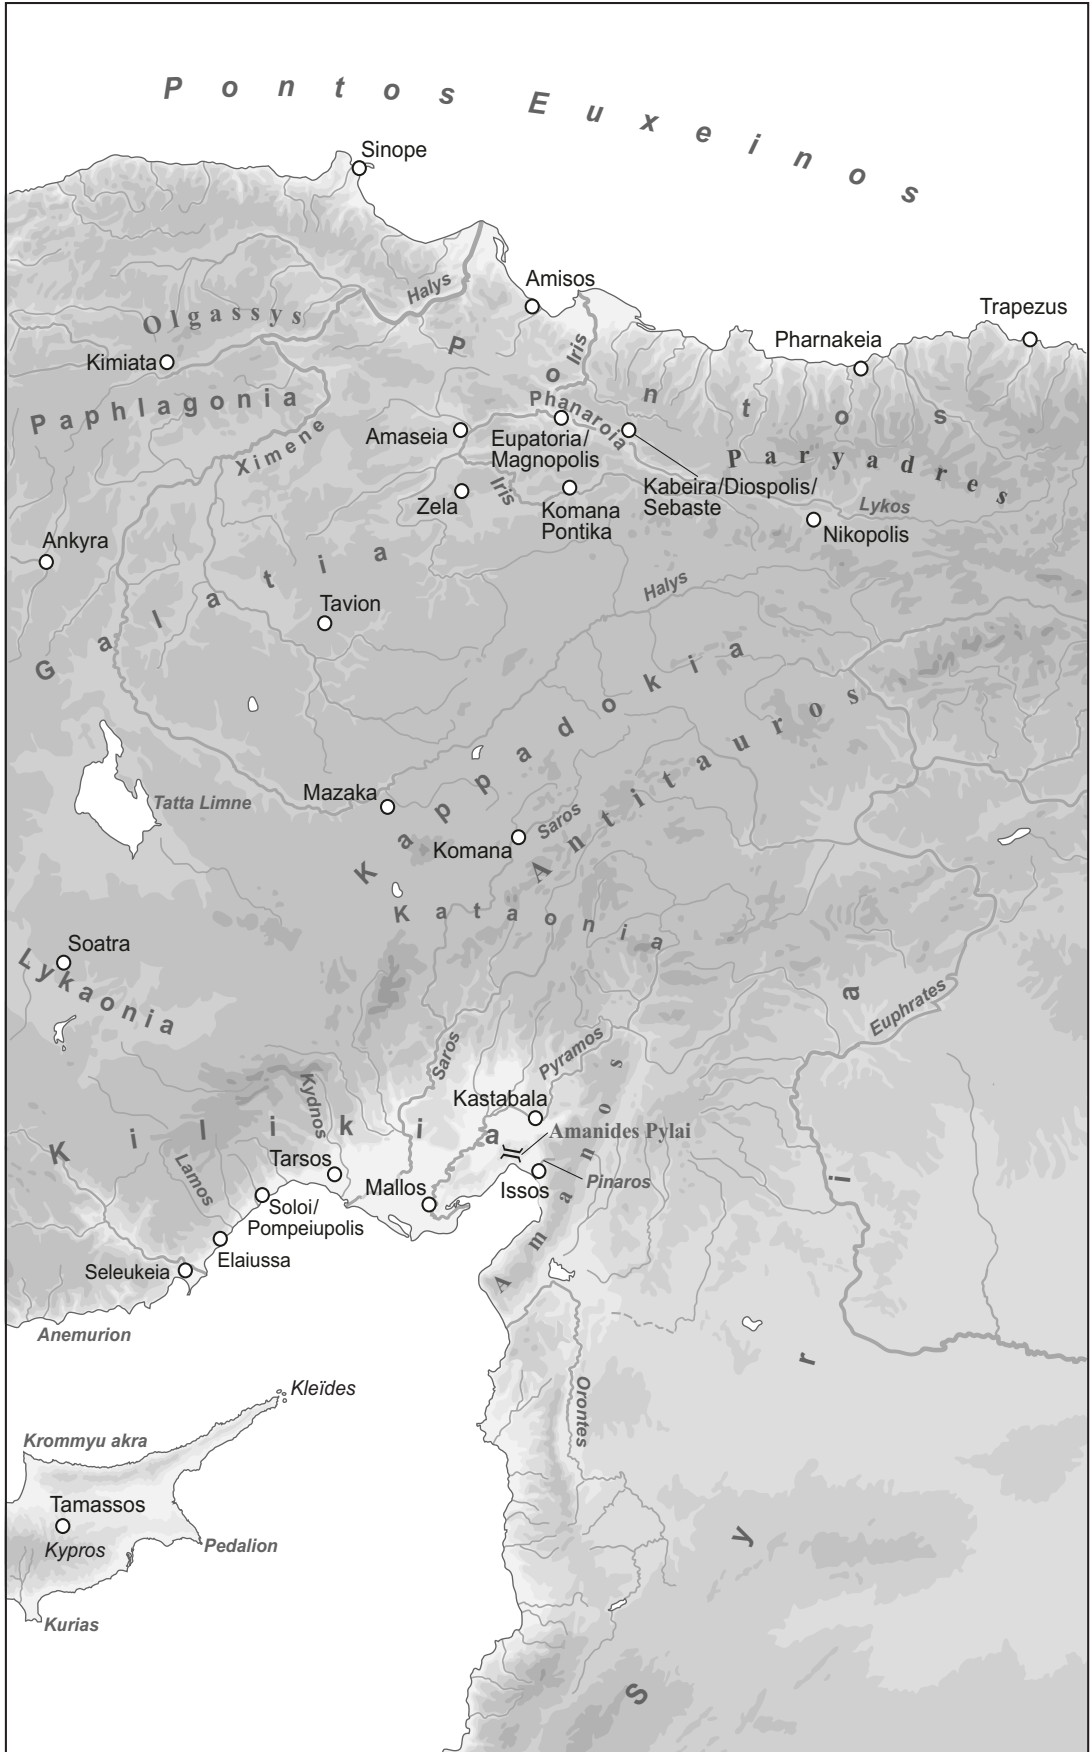 Pontos Euxeinos
Sinope
Halys
Amisos
Trapezus
Olgassys
Pharnakeia
Kimiata
Pontos
Iris
Paphlagonia
Phanaroia
Ximene
Amaseia
Eupatoria/
Magnopolis
Paryadres
Iris
Zela
Komana
Pontika
Kabeira/Diospolis/
Sebaste
Lykos
Nikopolis
Ankyra
Galatia
Halys
Tavion
Kappadokia
Antitauros
Tatta Limne
Mazaka
Saros
Komana
Kataonia
Soatra
Lykaonia
Euphrates
Saros
Pyramos
Kydnos
Kastabala
Kilikia
Amanides Pylai
Amanos
Tarsos
Lamos
Mallos
Issos
Pinaros
Soloi/
Pompeiupolis
Elaiussa
Seleukeia
Anemurion
Syria
Kleïdes
Orontes
Krommyu akra
Tamassos
Kypros
Pedalion
Kurias